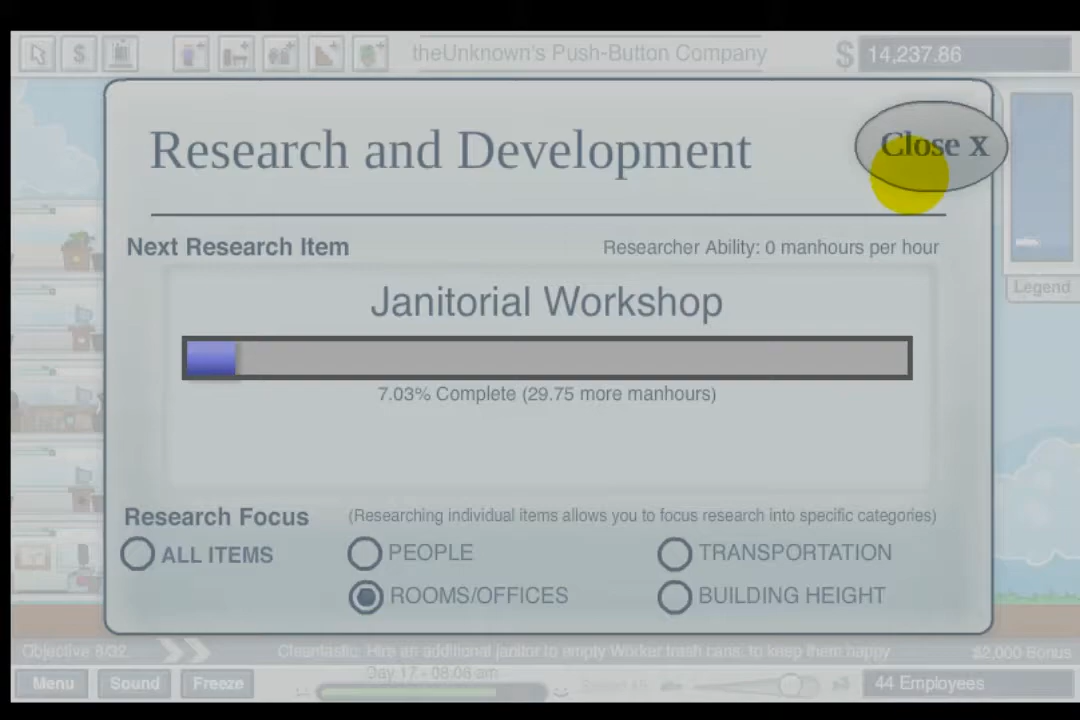 theUnknown's Push-Button Company
$ 14,237.86
Research and Development
Close X
Next Research Item
Researcher Ability: 0 manhours per hour
Janitorial Workshop
7.03% Complete (29.75 more manhours)
Legend
Research Focus
(Researching individual items allows you to focus research into specific categories)
ALL ITEMS
PEOPLE
TRANSPORTATION
ROOMS/OFFICES
BUILDING HEIGHT
Objective 8/32
Cleantastic: Hire an additional janitor to empty Worker trash cans, to keep them happy
$2,000 Bonus
Day 17 - 08:06 am
Menu
Sound
Freeze
44 Employees